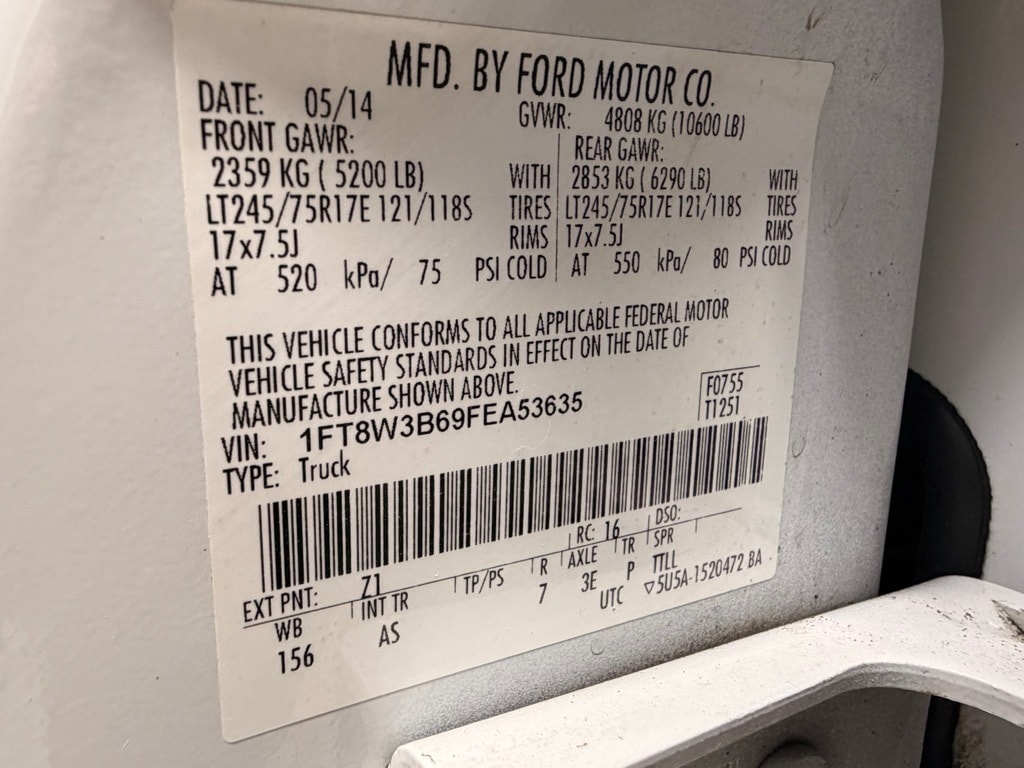 MFD. BY FORD MOTOR CO.
DATE: 05/14 GVWR: 4808 KG (10600 LB)
FRONT GAWR: REAR GAWR:
2359 KG ( 5200 LB) WITH 2853 KG ( 6290 LB) WITH
LT245/75R17E 121/118S TIRES LT245/75R17E 121/118S TIRES
17x7.5J RIMS 17x7.5J RIMS
AT 520 kPa/ 75 PSI COLD AT 550 kPa/ 80 PSI COLD
THIS VEHICLE CONFORMS TO ALL APPLICABLE FEDERAL MOTOR
VEHICLE SAFETY STANDARDS IN EFFECT ON THE DATE OF
MANUFACTURE SHOWN ABOVE.
F0755
T1251
VIN: 1FT8W3B69FEA53635
TYPE: Truck
EXT PNT: Z1 RC: 16 DSO:
WB INT TR TP/PS R AXLE TR SPR
156 AS 7 3E P TTLL
UTC ▽5U5A-1520472 BA